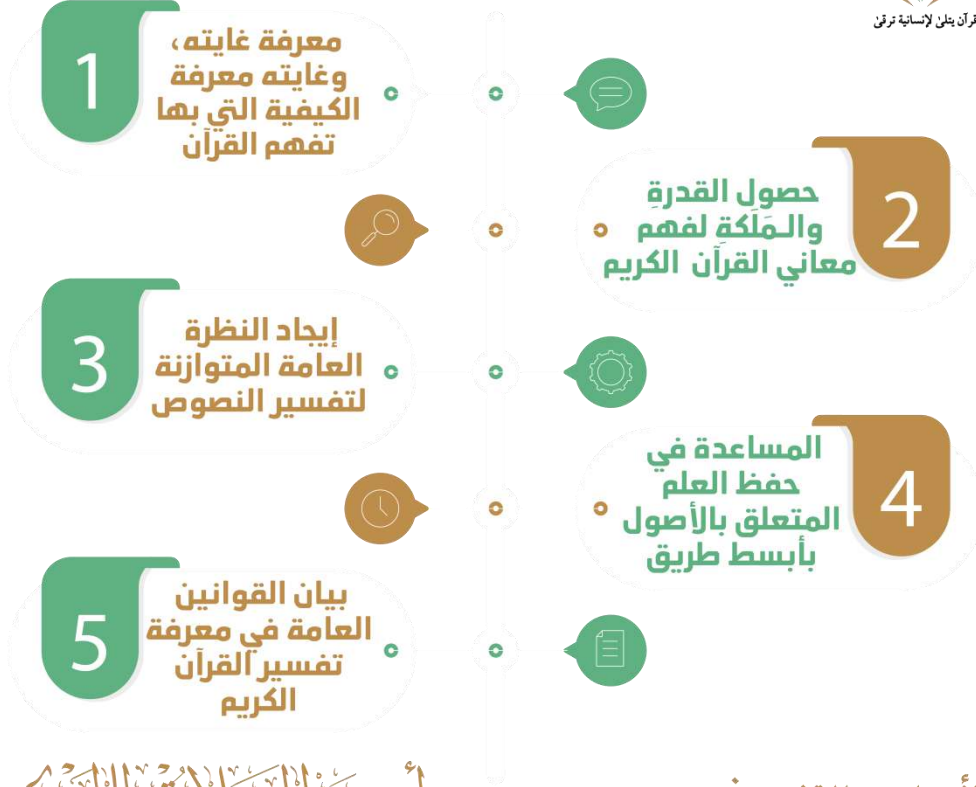 قرآن يتلى لإنسانية ترقى
1
معرفة غايته،
وغايته معرفة
الكيفية التي بها
تفهم القرآن
2
حصول القدرةِ
والـمَلَكةِ لفهم
معاني القرآن الكريم
3
إيجاد النظرة
العامة المتوازنة
لتفسير النصوص
4
المساعدة في
حفظ العلم
المتعلق بالأصول
بأبسط طريق
5
بيان القوانين
العامة في معرفة
تفسير القرآن
الكريم